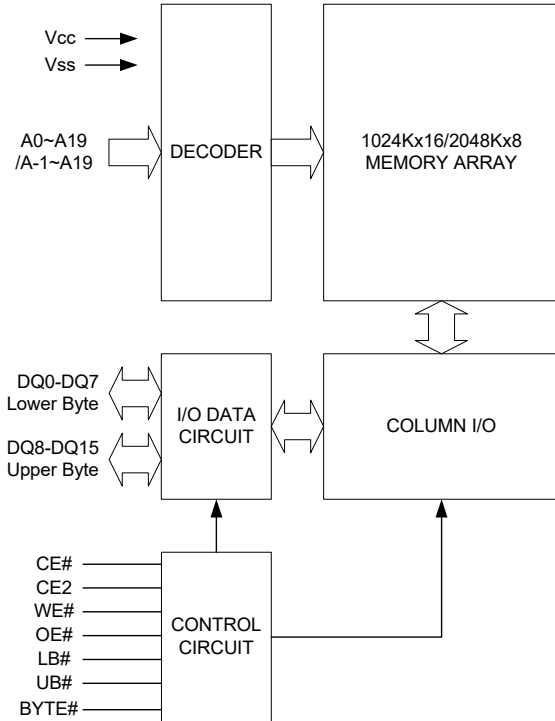 Vcc
Vss
A0~A19
/A-1~A19
DECODER
1024Kx16/2048Kx8
MEMORY ARRAY
DQ0-DQ7
Lower Byte
DQ8-DQ15
Upper Byte
I/O DATA
CIRCUIT
COLUMN I/O
CE#
CE2
WE#
OE#
LB#
UB#
BYTE#
CONTROL
CIRCUIT